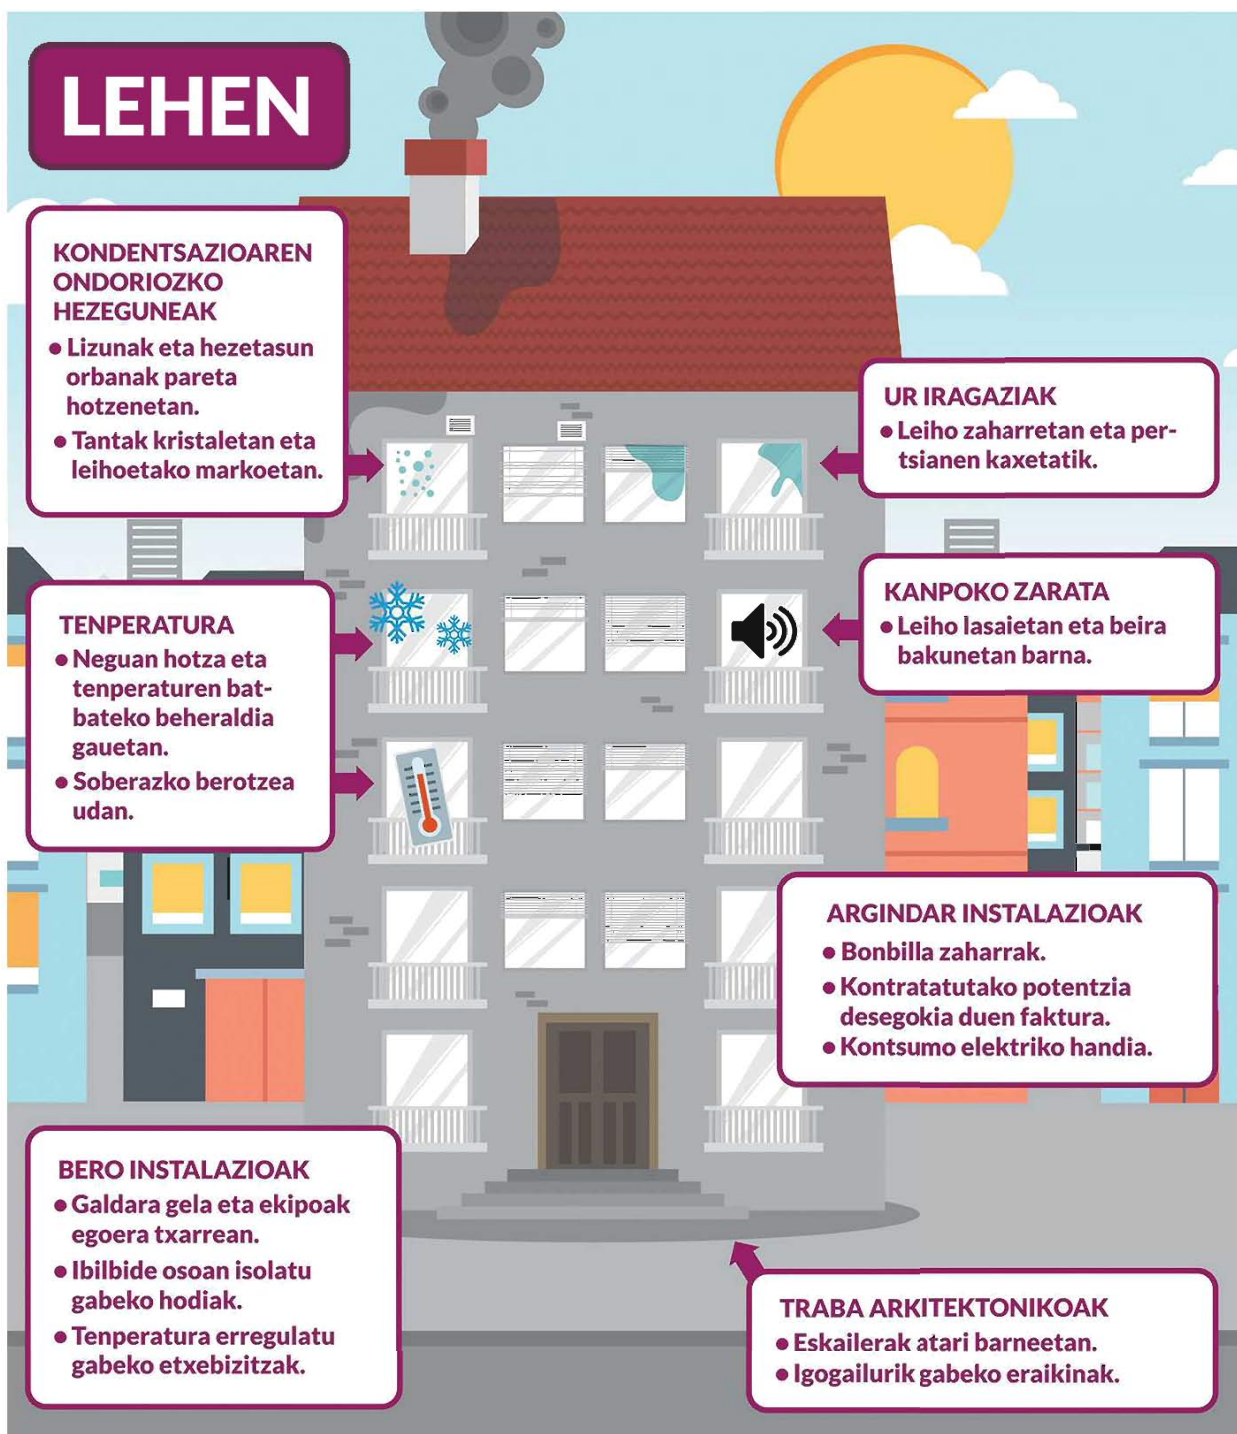 LEHEN
KONDENTSAZIOAREN
ONDORIOZKO
HEZEGUNEAK
• Lizunak eta hezetasun
orbanak pareta
hotzenetan.
• Tantak kristaletan eta
leihoetako markoetan.
UR IRAGAZIAK
• Leiho zaharretan eta per-
tsianen kaxetatik.
TENPERATURA
• Neguan hotza eta
tenperaturen bat-
bateko beheraldia
gauetan.
• Soberazko berotzea
udan.
KANPOKO ZARATA
• Leiho lasaietan eta beira
bakunetan barna.
ARGINDAR INSTALAZIOAK
• Bonbilla zaharrak.
• Kontratatutako potentzia
desegokia duen faktura.
• Kontsumo elektriko handia.
BERO INSTALAZIOAK
• Galdara gela eta ekipoak
egoera txarrean.
• Ibilbide osoan isolatu
gabeko hodiak.
• Tenperatura erregulatu
gabeko etxebizitzak.
TRABA ARKITEKTONIKOAK
• Eskailerak atari barneetan.
• Igogailurik gabeko eraikinak.